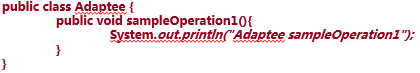 public class Adaptee {
public void sampleOperation1(){
System.out.println("Adaptee sampleOperation1");
}
}